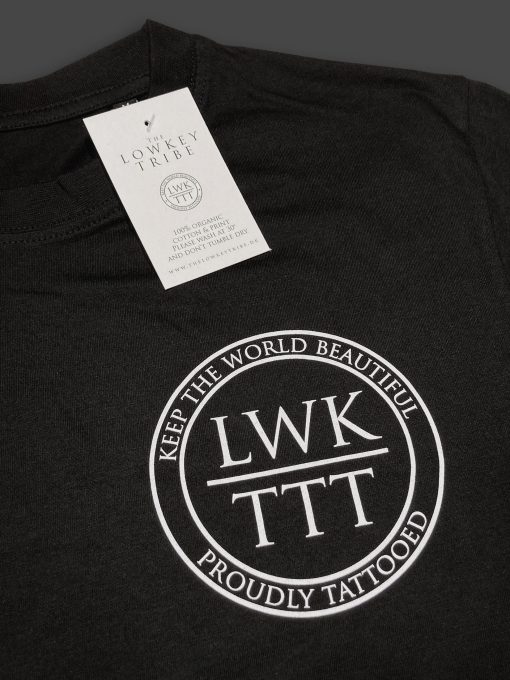 THE
LOWKEY
TRIBE
LWK
TTT
100% ORGANIC
COTTON & PRINT
PLEASE WASH AT 30°
AND DON'T TUMBLE DRY
WWW.THELOWKEYTRIBE.DE
KEEP THE WORLD BEAUTIFUL
LWK
TTT
PROUDLY TATTOOED